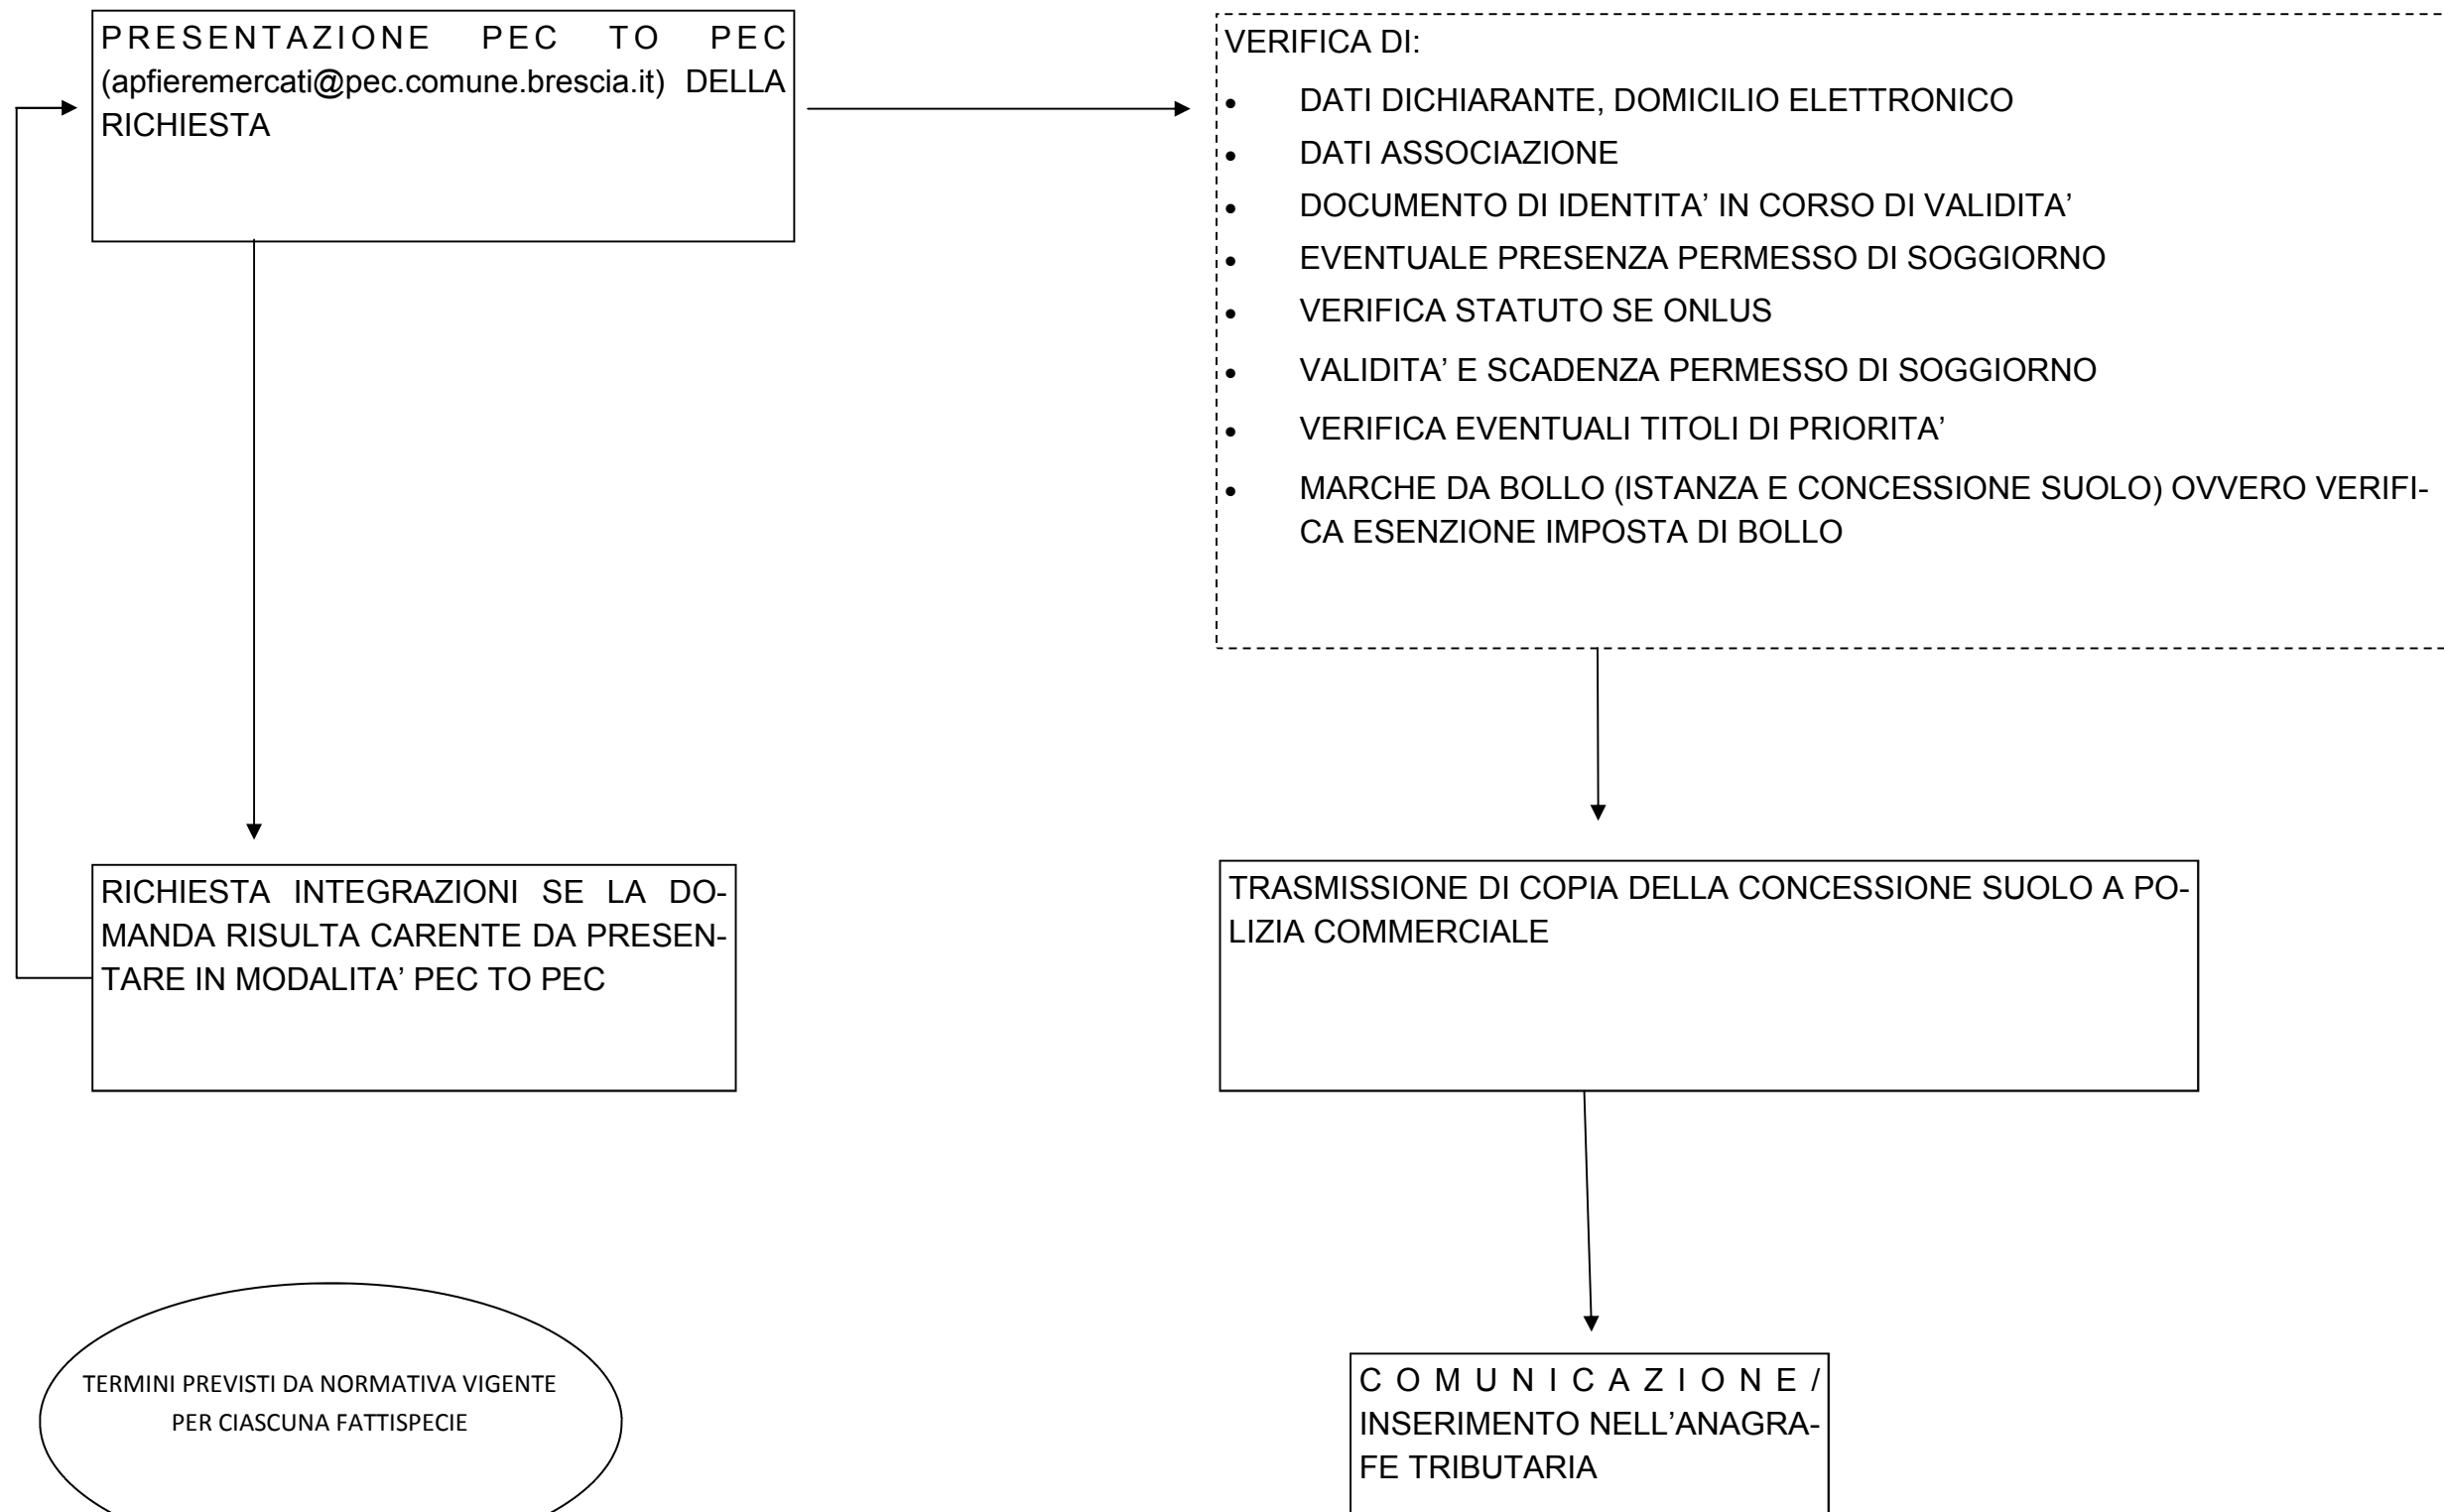 PRESENTAZIONE PEC TO PEC
(apfieremercati@pec.comune.brescia.it) DELLA
RICHIESTA
VERIFICA DI:
• DATI DICHIARANTE, DOMICILIO ELETTRONICO
• DATI ASSOCIAZIONE
• DOCUMENTO DI IDENTITA’ IN CORSO DI VALIDITA’
• EVENTUALE PRESENZA PERMESSO DI SOGGIORNO
• VERIFICA STATUTO SE ONLUS
• VALIDITA’ E SCADENZA PERMESSO DI SOGGIORNO
• VERIFICA EVENTUALI TITOLI DI PRIORITA’
• MARCHE DA BOLLO (ISTANZA E CONCESSIONE SUOLO) OVVERO VERIFI-
CA ESENZIONE IMPOSTA DI BOLLO
RICHIESTA INTEGRAZIONI SE LA DO-
MANDA RISULTA CARENTE DA PRESEN-
TARE IN MODALITA’ PEC TO PEC
TRASMISSIONE DI COPIA DELLA CONCESSIONE SUOLO A PO-
LIZIA COMMERCIALE
TERMINI PREVISTI DA NORMATIVA VIGENTE
PER CIASCUNA FATTISPECIE
COMUNICAZIONE/
INSERIMENTO NELL’ANAGRA-
FE TRIBUTARIA